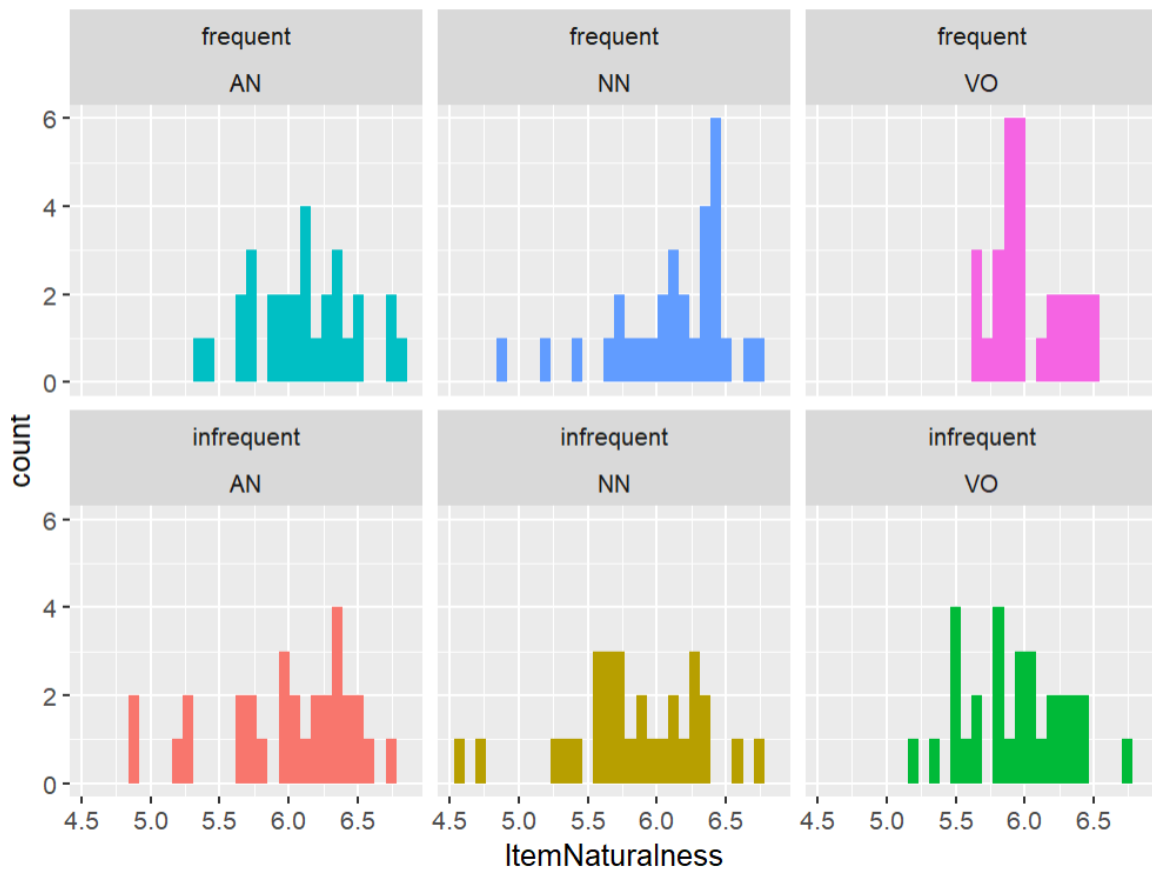 frequent
AN
frequent
NN
frequent
VO
6
4
2
0
infrequent
AN
infrequent
NN
infrequent
VO
6
4
2
0
count
4.5 5.0 5.5 6.0 6.5
4.5 5.0 5.5 6.0 6.5
4.5 5.0 5.5 6.0 6.5
ItemNaturalness